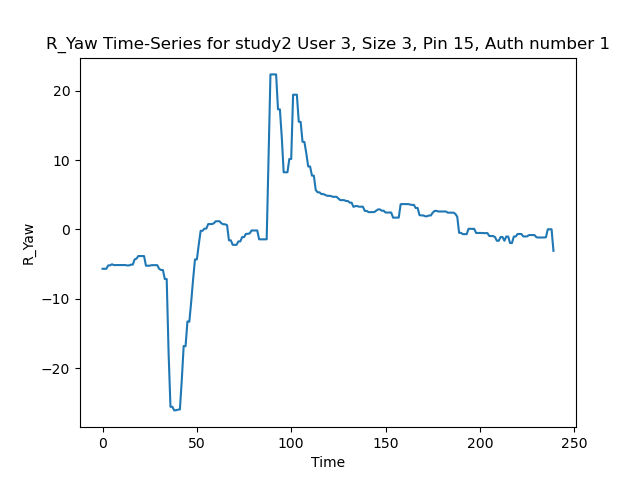 R_Yaw Time-Series for study2 User 3, Size 3, Pin 15, Auth number 1
20
10
0
−10
−20
R_Yaw
0 50 100 150 200 250
Time